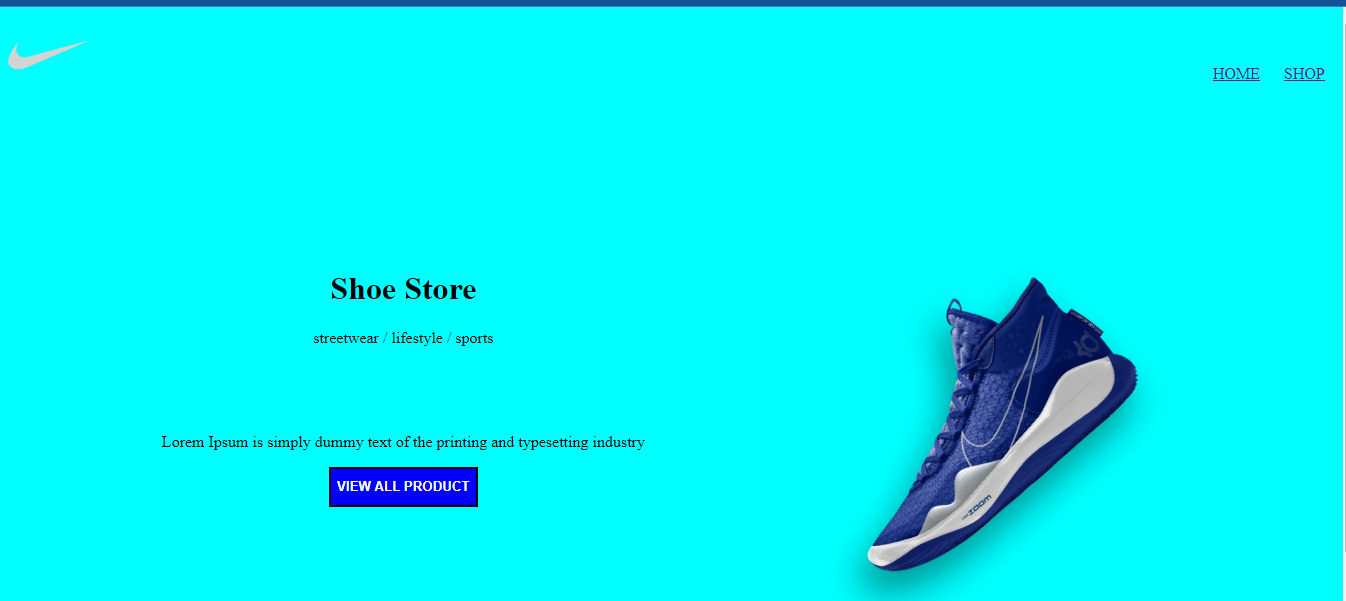 HOME SHOP
Shoe Store
streetwear / lifestyle / sports
Lorem Ipsum is simply dummy text of the printing and typesetting industry
VIEW ALL PRODUCT
ZOOM